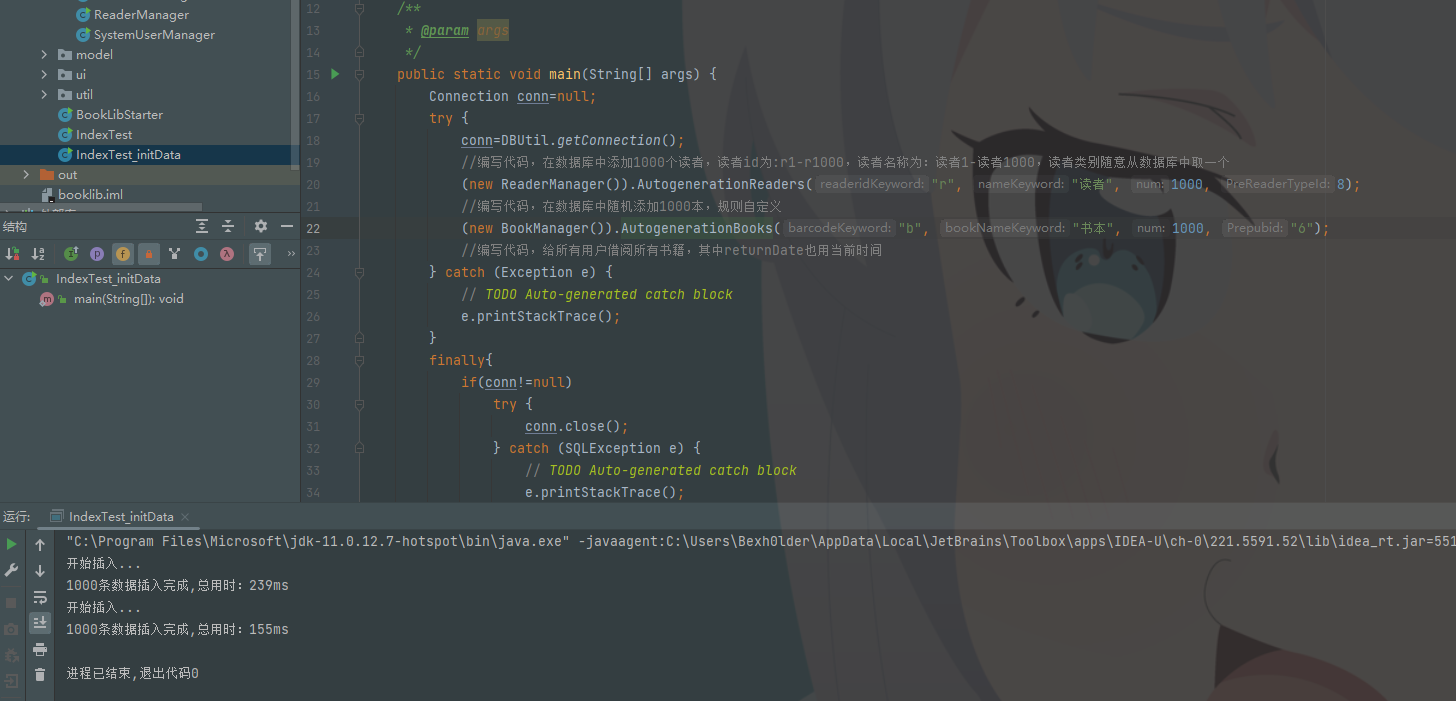 ReaderManager
SystemUserManager
model
ui
util
BookLibStarter
IndexTest
IndexTest_initData
out
booklib.iml
结构
IndexTest_initData
main(String[]): void
12 /**
13 * @param args
14 */
15 public static void main(String[] args) {
16 Connection conn=null;
17 try {
18 conn=DBUtil.getConnection();
19 //编写代码，在数据库中添加1000个读者，读者id为:r1-r1000，读者名称为：读者1-读者1000，读者类别随意从数据库中取一个
20 (new ReaderManager()).AutogenerationReaders( readeridKeyword: "r", nameKeyword: "读者", num: 1000, PreReaderTypeId: 8);
21 //编写代码，在数据库中随机添加1000本，规则自定义
22 (new BookManager()).AutogenerationBooks( barcodeKeyword: "b", bookNameKeyword: "书本", num: 1000, Prepubid: "6");
23 //编写代码，给所有用户借阅所有书籍，其中returnDate也用当前时间
24 } catch (Exception e) {
25 // TODO Auto-generated catch block
26 e.printStackTrace();
27 }
28 finally{
29 if(conn!=null)
30 try {
31 conn.close();
32 } catch (SQLException e) {
33 // TODO Auto-generated catch block
34 e.printStackTrace();
运行: IndexTest_initData
"C:\Program Files\Microsoft\jdk-11.0.12.7-hotspot\bin\java.exe" -javaagent:C:\Users\Bexh0lder\AppData\Local\JetBrains\Toolbox\apps\IDEA-U\ch-0\221.5591.52\lib\idea_rt.jar=551
开始插入...
1000条数据插入完成,总用时：239ms
开始插入...
1000条数据插入完成,总用时：155ms
进程已结束,退出代码0